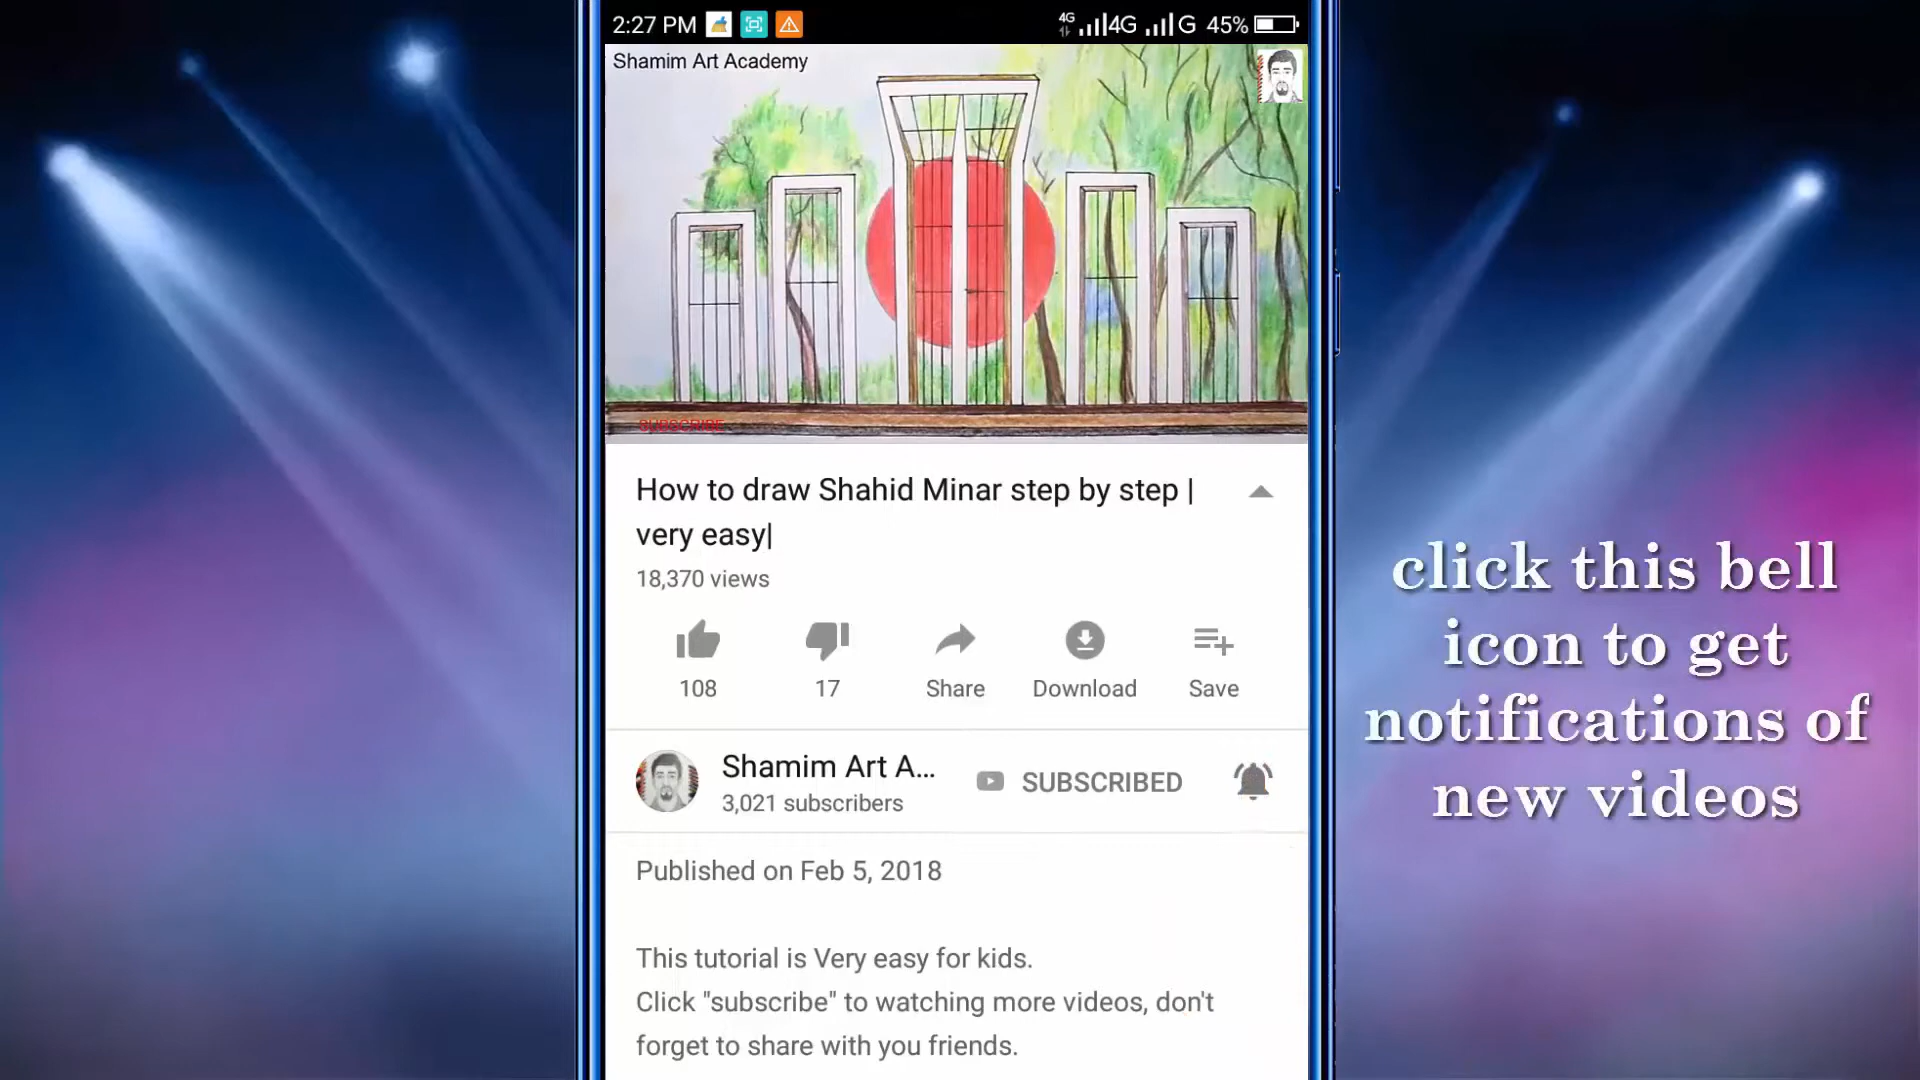 2:27 PM
4G 4G G 45%
Shamim Art Academy
SUBSCRIBE
How to draw Shahid Minar step by step |
very easy|
18,370 views
108
17
Share
Download
Save
Shamim Art A...
3,021 subscribers
SUBSCRIBED
Published on Feb 5, 2018
This tutorial is Very easy for kids.
Click "subscribe" to watching more videos, don't
forget to share with you friends.
click this bell
icon to get
notifications of
new videos